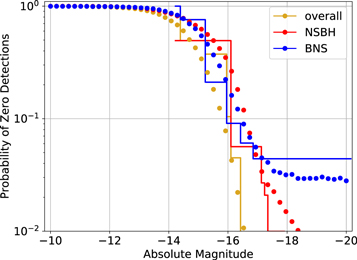 overall
NSBH
BNS
Probability of Zero Detections
10⁰
10⁻¹
10⁻²
−10 −12 −14 −16 −18 −20
Absolute Magnitude